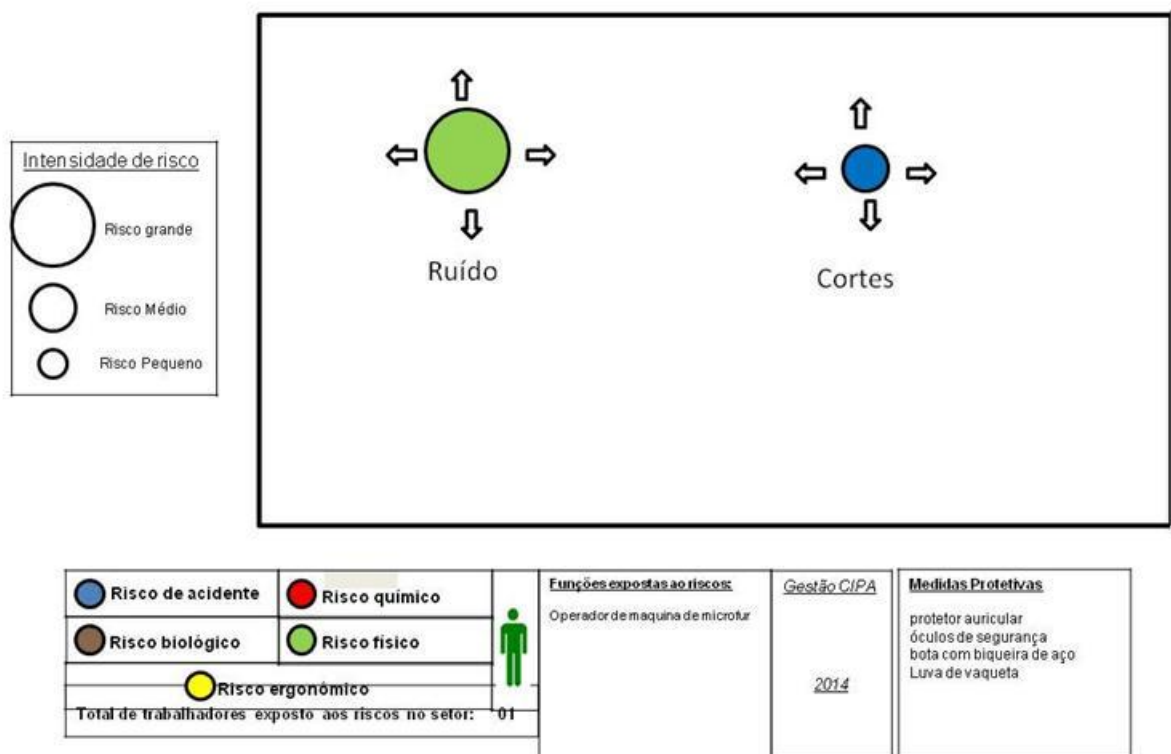 Intensidade de risco
Risco grande
Risco Médio
Risco Pequeno
Ruído
Cortes
Risco de acidente
Risco químico
Risco biológico
Risco físico
Risco ergonómico
Total de trabalhadores exposto aos riscos no setor: 01
Funções expostas ao riscos:
Operador de maquina de microfur
Gestão CIPA
2014
Medidas Protetivas
protetor auricular
óculos de segurança
bota com biqueira de aço
Luva de vaqueta